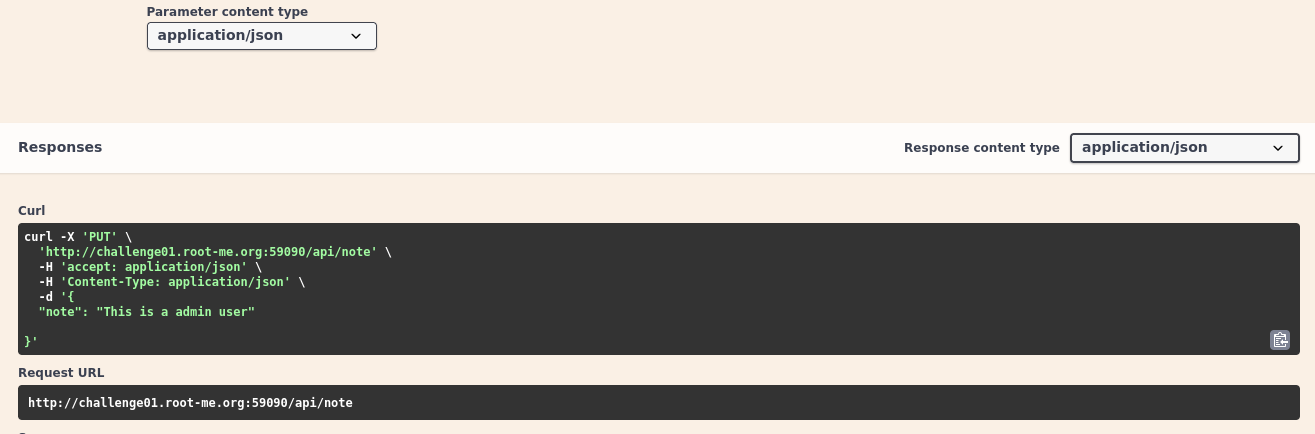 Parameter content type
application/json
Responses
Response content type
application/json
Curl
curl -X 'PUT' \
  'http://challenge01.root-me.org:59090/api/note' \
  -H 'accept: application/json' \
  -H 'Content-Type: application/json' \
  -d '{
  "note": "This is a admin user"
}'
Request URL
http://challenge01.root-me.org:59090/api/note